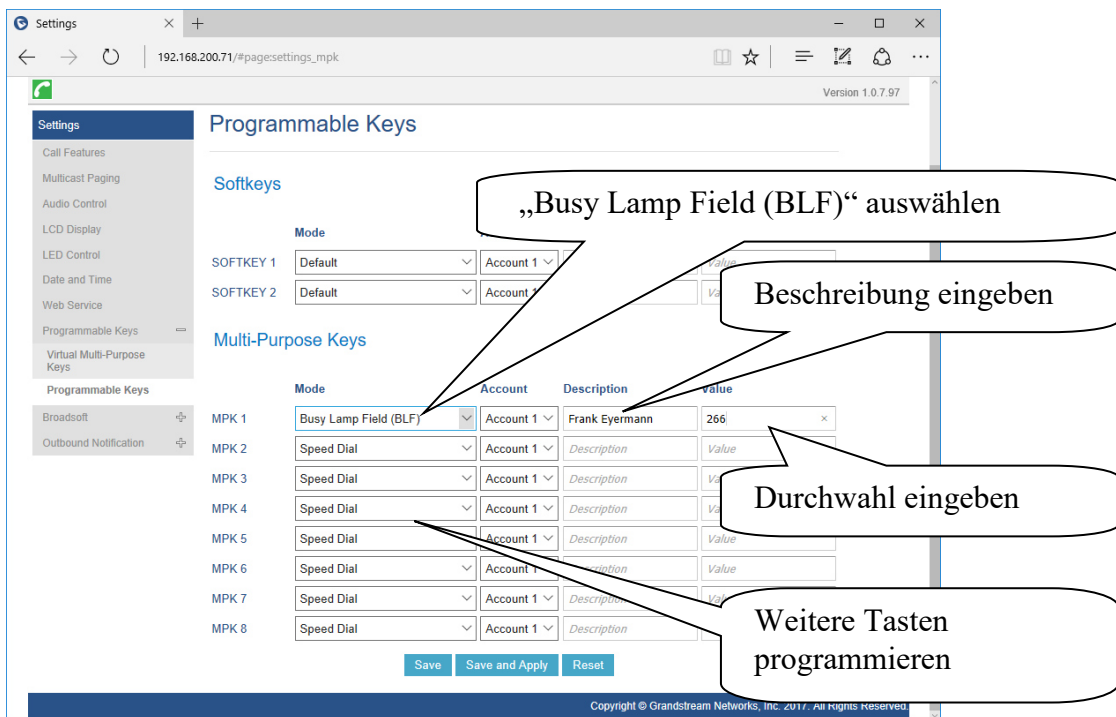 Settings
192.168.200.71/#page:settings_mpk
Version 1.0.7.97
Settings
Call Features
Multicast Paging
Audio Control
LCD Display
LED Control
Date and Time
Web Service
Programmable Keys
Virtual Multi-Purpose
Keys
Programmable Keys
Broadsoft
Outbound Notification
Programmable Keys
Softkeys
„Busy Lamp Field (BLF)“ auswählen
Mode
SOFTKEY 1 Default Account 1 Value
SOFTKEY 2 Default Account 1
Beschreibung eingeben
Multi-Purpose Keys
Mode Account Description Value
MPK 1 Busy Lamp Field (BLF) Account 1 Frank Eyermann 266 ×
MPK 2 Speed Dial Account 1 Description Value
MPK 3 Speed Dial Account 1 Description
MPK 4 Speed Dial Account 1 Description
Durchwahl eingeben
MPK 5 Speed Dial Account 1 Description Value
MPK 6 Speed Dial Account 1 Description Value
MPK 7 Speed Dial Account 1 Description
MPK 8 Speed Dial Account 1 Description
Weitere Tasten
programmieren
Save Save and Apply Reset
Copyright © Grandstream Networks, Inc. 2017. All Rights Reserved.